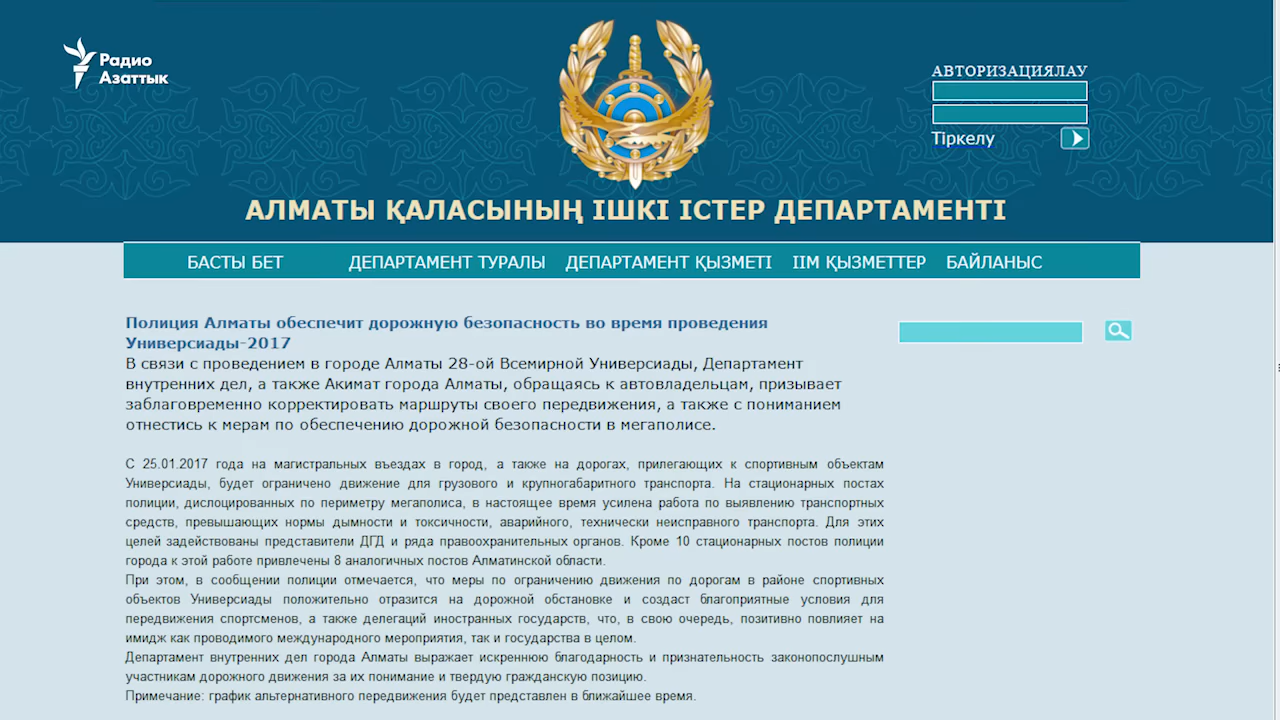 Радио
Азаттык
АВТОРИЗАЦИЯЛАУ
Тіркелу
АЛМАТЫ ҚАЛАСЫНЫҢ ІШКІ ІСТЕР ДЕПАРТАМЕНТІ
БАСТЫ БЕТ ДЕПАРТАМЕНТ ТУРАЛЫ ДЕПАРТАМЕНТ ҚЫЗМЕТІ ІІМ ҚЫЗМЕТТЕР БАЙЛАНЫС
Полиция Алматы обеспечит дорожную безопасность во время проведения
Универсиады-2017
В связи с проведением в городе Алматы 28-ой Всемирной Универсиады, Департамент
внутренних дел, а также Акимат города Алматы, обращаясь к автовладельцам, призывает
заблаговременно корректировать маршруты своего передвижения, а также с пониманием
отнестись к мерам по обеспечению дорожной безопасности в мегаполисе.
С 25.01.2017 года на магистральных въездах в город, а также на дорогах, прилегающих к спортивным объектам
Универсиады, будет ограничено движение для грузового и крупногабаритного транспорта. На стационарных постах
полиции, дислоцированных по периметру мегаполиса, в настоящее время усилена работа по выявлению транспортных
средств, превышающих нормы дымности и токсичности, аварийного, технически неисправного транспорта. Для этих
целей задействованы представители ДГД и ряда правоохранительных органов. Кроме 10 стационарных постов полиции
города к этой работе привлечены 8 аналогичных постов Алматинской области.
При этом, в сообщении полиции отмечается, что меры по ограничению движения по дорогам в районе спортивных
объектов Универсиады положительно отразится на дорожной обстановке и создаст благоприятные условия для
передвижения спортсменов, а также делегаций иностранных государств, что, в свою очередь, позитивно повлияет на
имидж как проводимого международного мероприятия, так и государства в целом.
Департамент внутренних дел города Алматы выражает искреннюю благодарность и признательность законопослушным
участникам дорожного движения за их понимание и твердую гражданскую позицию.
Примечание: график альтернативного передвижения будет представлен в ближайшее время.